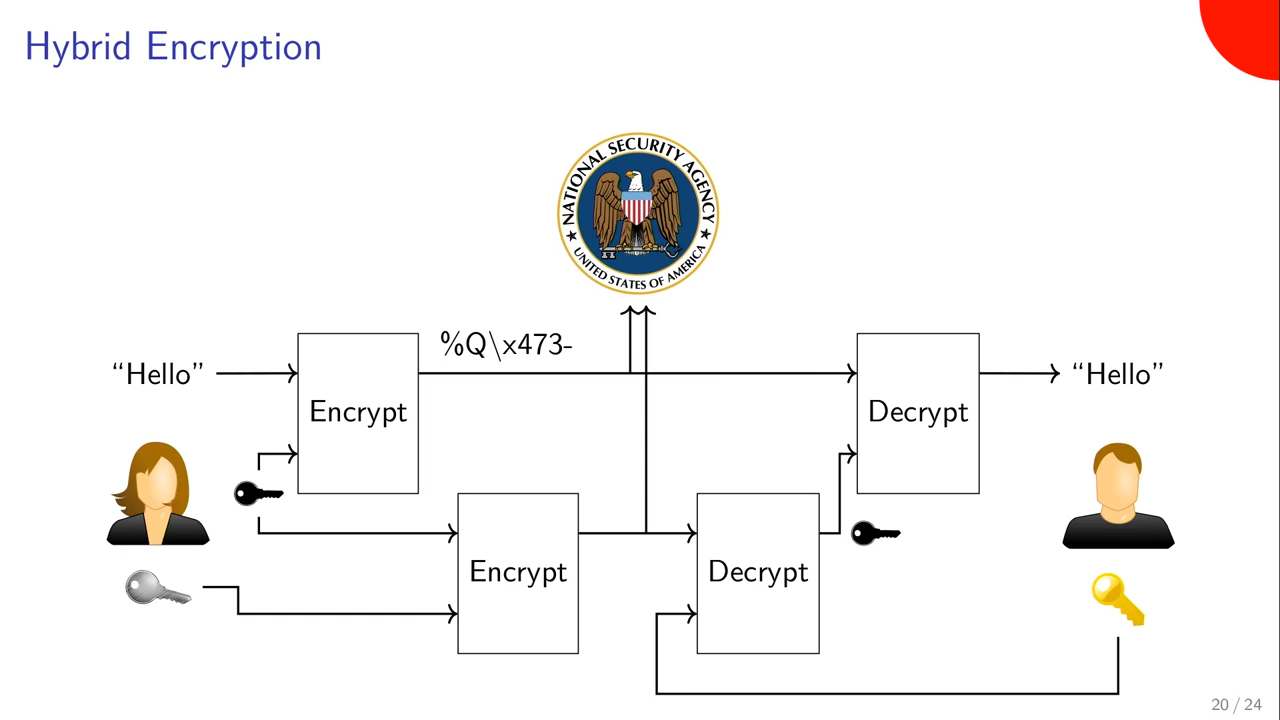 Hybrid Encryption
NATIONAL SECURITY AGENCY
UNITED STATES OF AMERICA
%Q\x473-
“Hello”
“Hello”
Encrypt
Decrypt
Encrypt
Decrypt
20 / 24